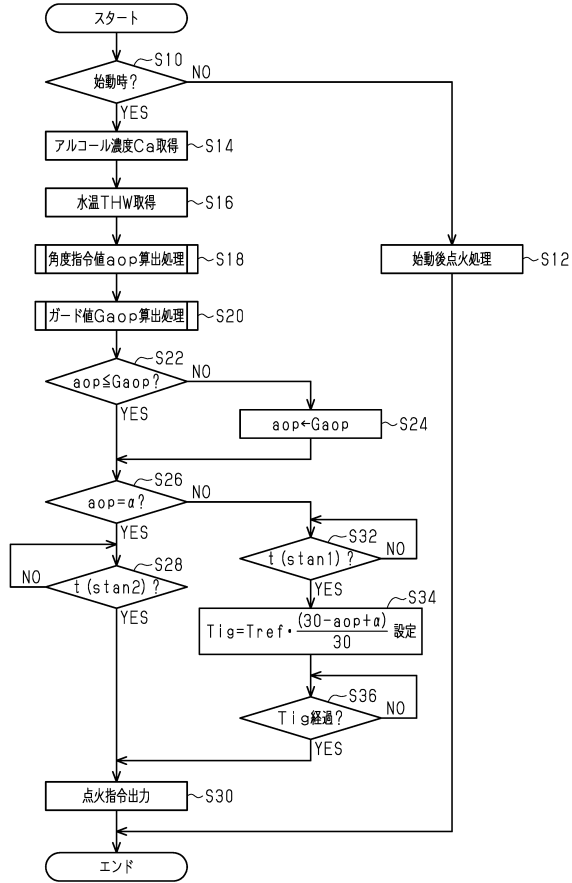 スタート
S10
始動時?
NO
YES
アルコール濃度Ca取得
S14
水温THW取得
S16
角度指令値aop算出処理
S18
始動後点火処理
S12
ガード値Gaop算出処理
S20
S22
aop≦Gaop?
NO
YES
aop←Gaop
S24
S26
aop=α?
NO
YES
S32
t(stan1)?
NO
YES
S28
t(stan2)?
NO
YES
S34
Tig=Tref・(30-aop+α)/30 設定
S36
Tig経過?
NO
YES
点火指令出力
S30
エンド